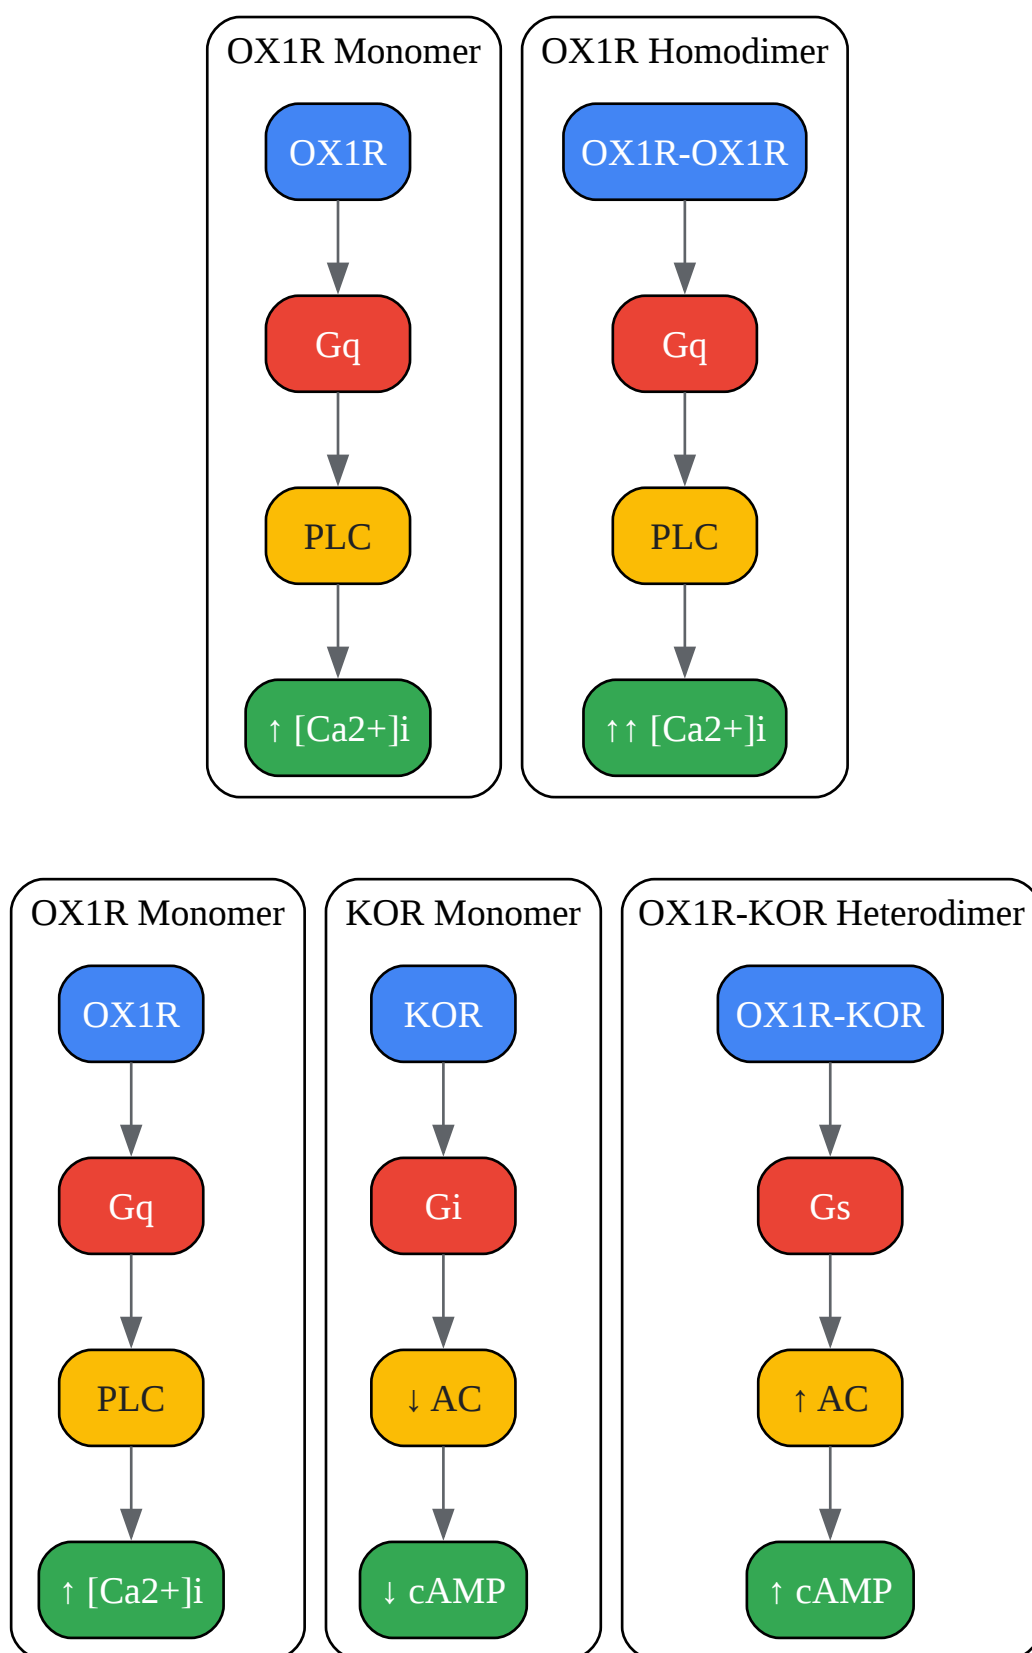 OX1R Monomer
OX1R
Gq
PLC
↑ [Ca2+]i
OX1R Homodimer
OX1R-OX1R
Gq
PLC
↑↑ [Ca2+]i
OX1R Monomer
OX1R
Gq
PLC
↑ [Ca2+]i
KOR Monomer
KOR
Gi
↓ AC
↓ cAMP
OX1R-KOR Heterodimer
OX1R-KOR
Gs
↑ AC
↑ cAMP